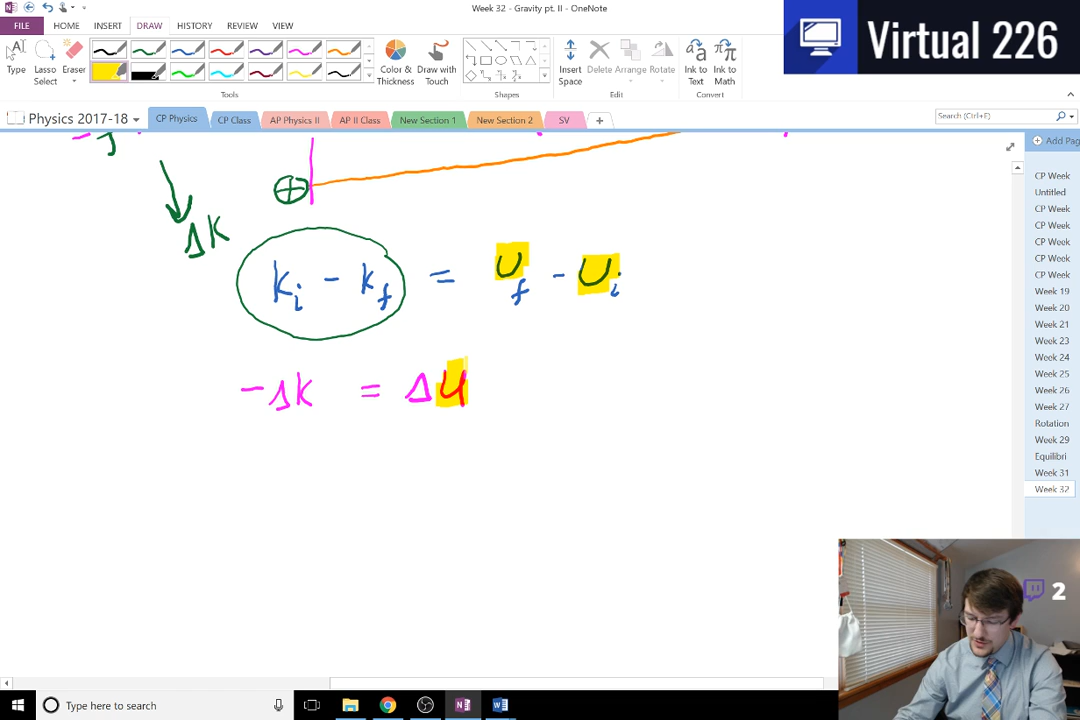 Week 32 - Gravity pt. II - OneNote
FILE HOME INSERT DRAW HISTORY REVIEW VIEW
Virtual 226
Type Lasso Select Eraser Color & Thickness Draw with Touch Insert Space Delete Arrange Rotate Ink to Text Ink to Math
Tools Shapes Edit Convert
Physics 2017-18 CP Physics CP Class AP Physics II AP II Class New Section 1 New Section 2 SV
Search (Ctrl+E)
Add Pag
CP Week
Untitled
CP Week
CP Week
CP Week
CP Week
CP Week
Week 19
Week 20
Week 21
Week 23
Week 24
Week 25
Week 26
Week 27
Rotation
Week 29
Equilibri
Week 31
Week 32
ΔK
Ki - Kf = Uf - Ui
-ΔK = ΔU
2
Type here to search